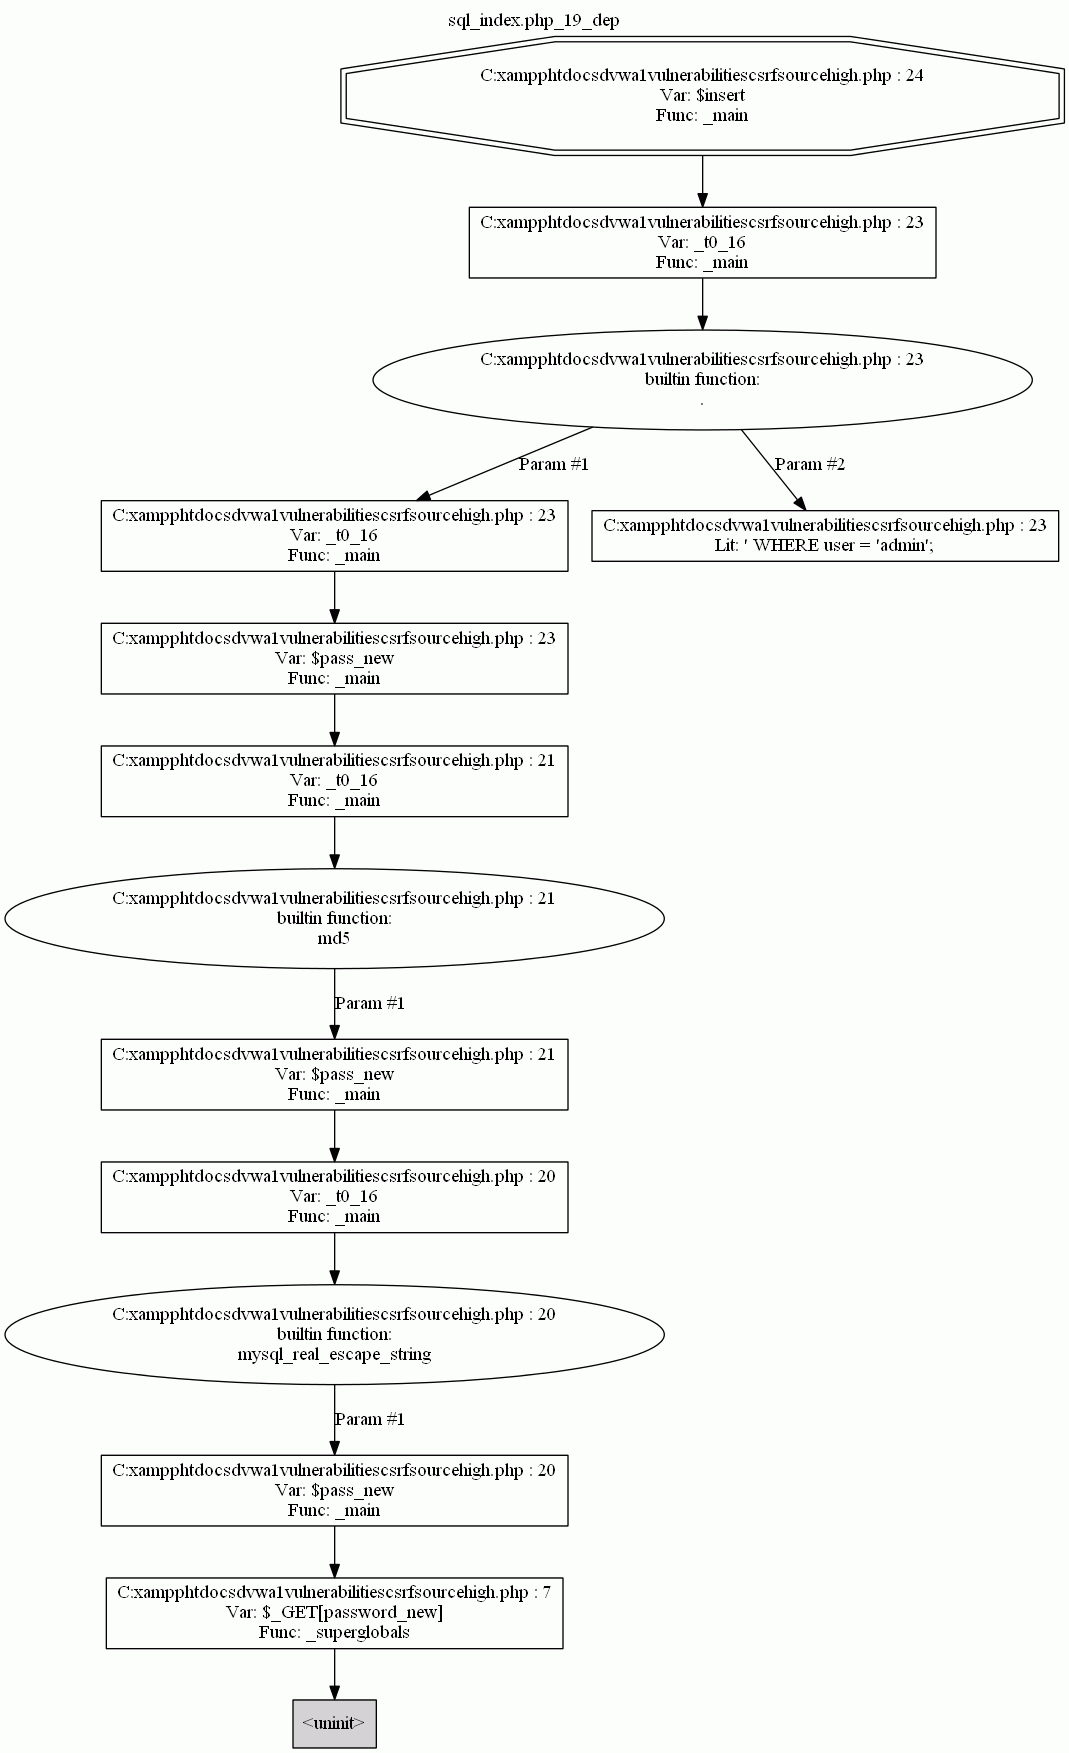 sql_index.php_19_dep
C:xampphtdocsdvwa1vulnerabilitiescsrfsourcehigh.php : 24
Var: $insert
Func: _main
C:xampphtdocsdvwa1vulnerabilitiescsrfsourcehigh.php : 23
Var: _t0_16
Func: _main
C:xampphtdocsdvwa1vulnerabilitiescsrfsourcehigh.php : 23
builtin function:
.
Param #1
Param #2
C:xampphtdocsdvwa1vulnerabilitiescsrfsourcehigh.php : 23
Var: _t0_16
Func: _main
C:xampphtdocsdvwa1vulnerabilitiescsrfsourcehigh.php : 23
Lit: ' WHERE user = 'admin';
C:xampphtdocsdvwa1vulnerabilitiescsrfsourcehigh.php : 23
Var: $pass_new
Func: _main
C:xampphtdocsdvwa1vulnerabilitiescsrfsourcehigh.php : 21
Var: _t0_16
Func: _main
C:xampphtdocsdvwa1vulnerabilitiescsrfsourcehigh.php : 21
builtin function:
md5
Param #1
C:xampphtdocsdvwa1vulnerabilitiescsrfsourcehigh.php : 21
Var: $pass_new
Func: _main
C:xampphtdocsdvwa1vulnerabilitiescsrfsourcehigh.php : 20
Var: _t0_16
Func: _main
C:xampphtdocsdvwa1vulnerabilitiescsrfsourcehigh.php : 20
builtin function:
mysql_real_escape_string
Param #1
C:xampphtdocsdvwa1vulnerabilitiescsrfsourcehigh.php : 20
Var: $pass_new
Func: _main
C:xampphtdocsdvwa1vulnerabilitiescsrfsourcehigh.php : 7
Var: $_GET[password_new]
Func: _superglobals
<uninit>